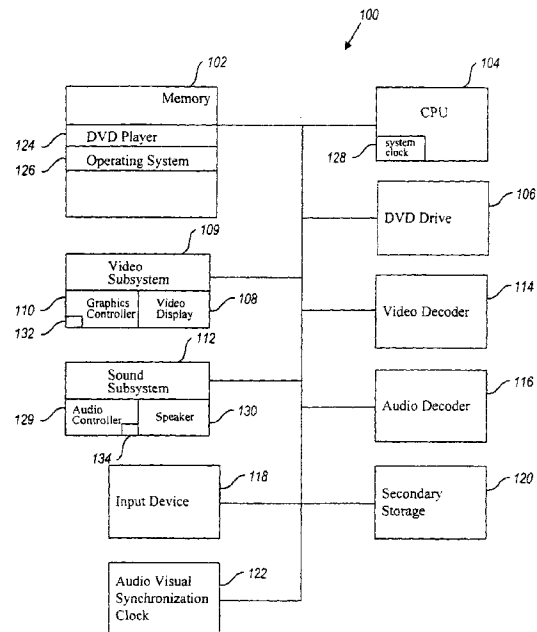 100
102
Memory
104
CPU
124
DVD Player
126
Operating System
128
system
clock
106
DVD Drive
109
Video
Subsystem
110
Graphics
Controller
Video
Display
108
132
114
Video Decoder
112
Sound
Subsystem
129
Audio
Controller
Speaker
130
134
116
Audio Decoder
118
Input Device
120
Secondary
Storage
122
Audio Visual
Synchronization
Clock